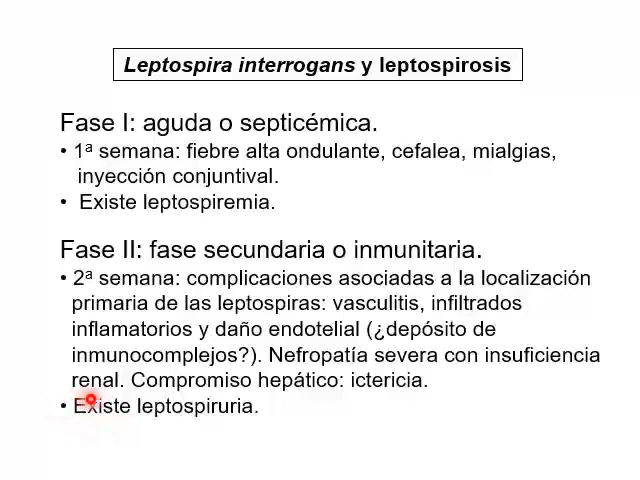 Leptospira interrogans y leptospirosis
Fase I: aguda o septicémica.
• 1ª semana: fiebre alta ondulante, cefalea, mialgias,
inyección conjuntival.
• Existe leptospiremia.
Fase II: fase secundaria o inmunitaria.
• 2ª semana: complicaciones asociadas a la localización
primaria de las leptospiras: vasculitis, infiltrados
inflamatorios y daño endotelial (¿depósito de
inmunocomplejos?). Nefropatía severa con insuficiencia
renal. Compromiso hepático: ictericia.
• Existe leptospiruria.